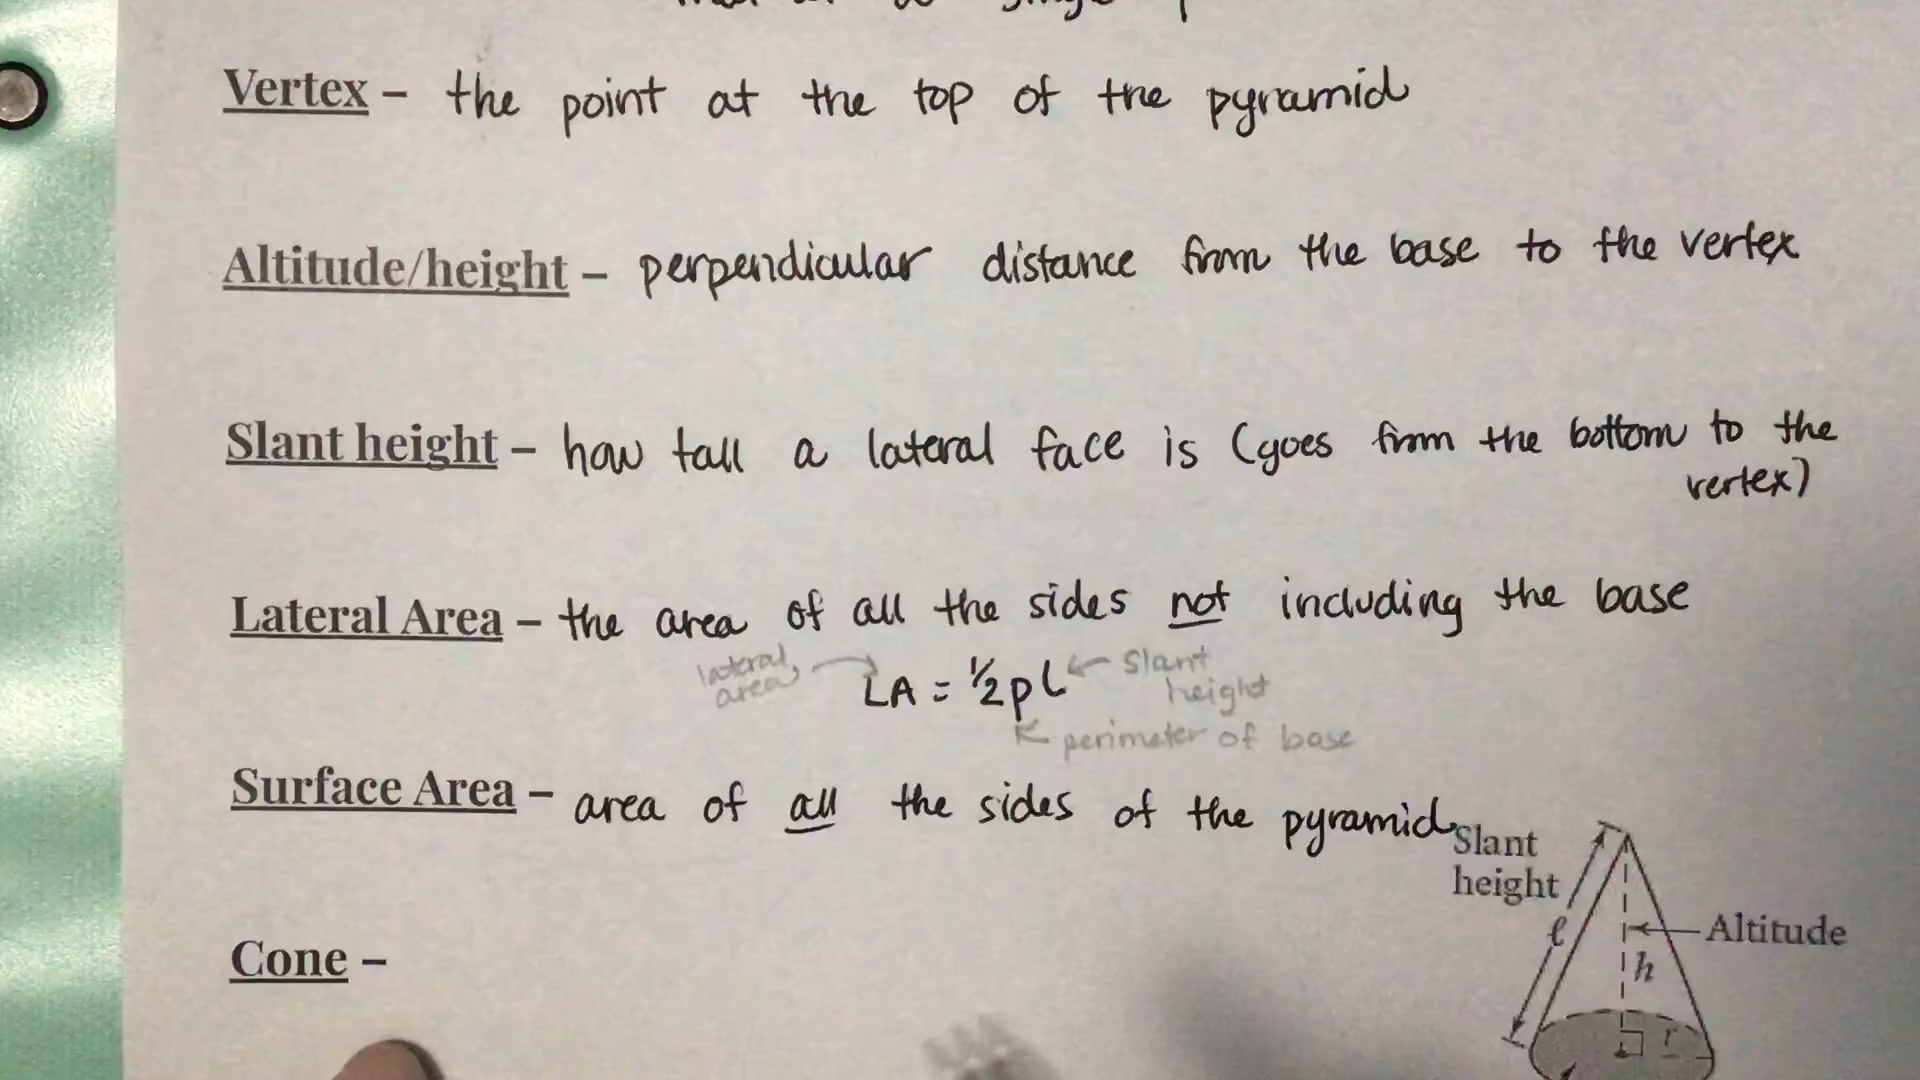 Vertex – the point at the top of the pyramid
Altitude/height – perpendicular distance from the base to the vertex
Slant height – how tall a lateral face is (goes from the bottom to the
vertex)
Lateral Area – the area of all the sides not including the base
lateral area
LA = ½pl
slant height
perimeter of base
Surface Area – area of all the sides of the pyramid
Slant
height
ℓ
Altitude
h
r
Cone –